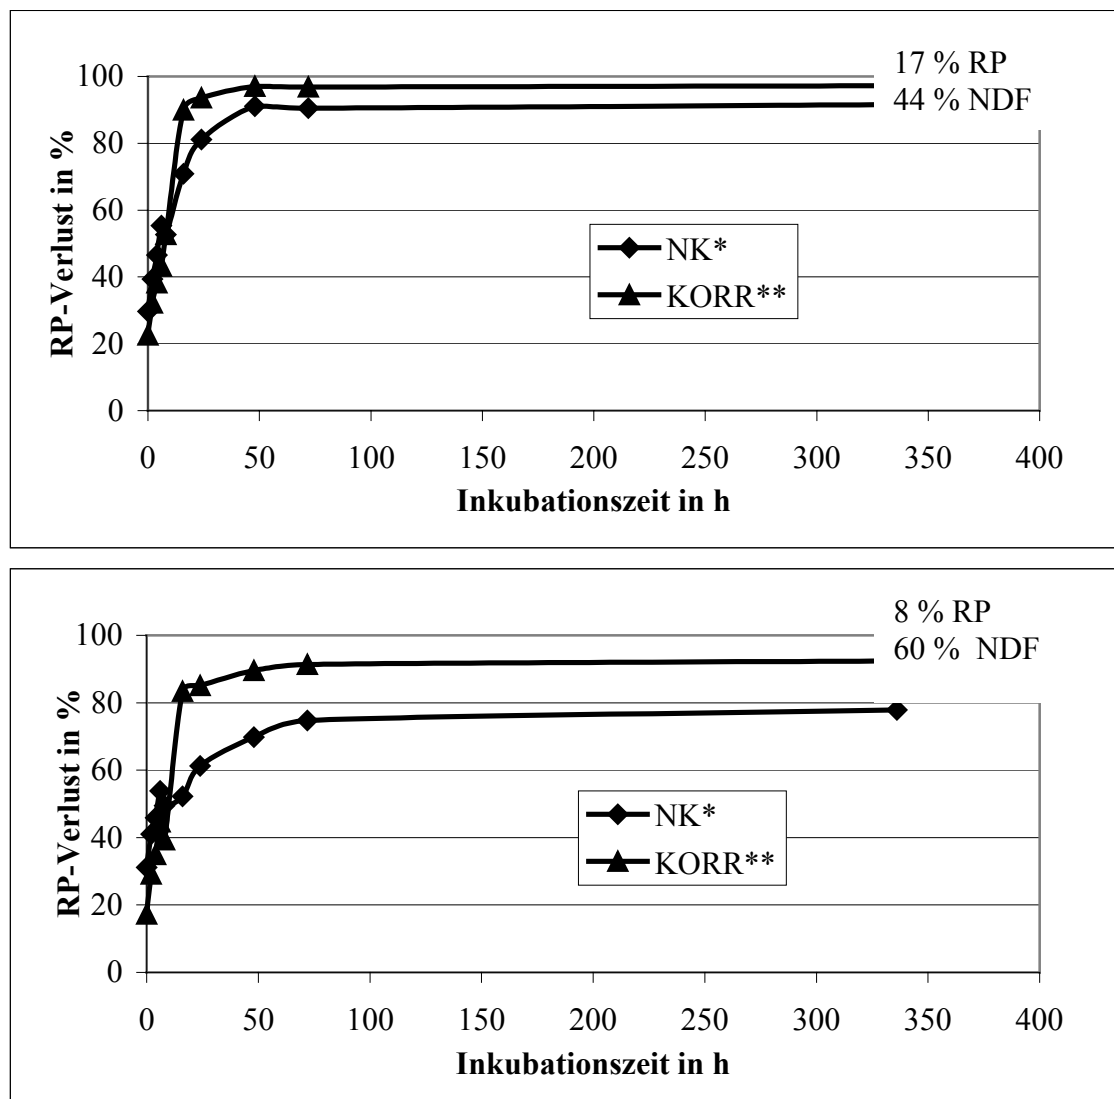 17 % RP
44 % NDF
100
80
60
40
20
0
RP-Verlust in %
NK*
KORR**
0 50 100 150 200 250 300 350 400
Inkubationszeit in h
8 % RP
60 % NDF
100
80
60
40
20
0
RP-Verlust in %
NK*
KORR**
0 50 100 150 200 250 300 350 400
Inkubationszeit in h